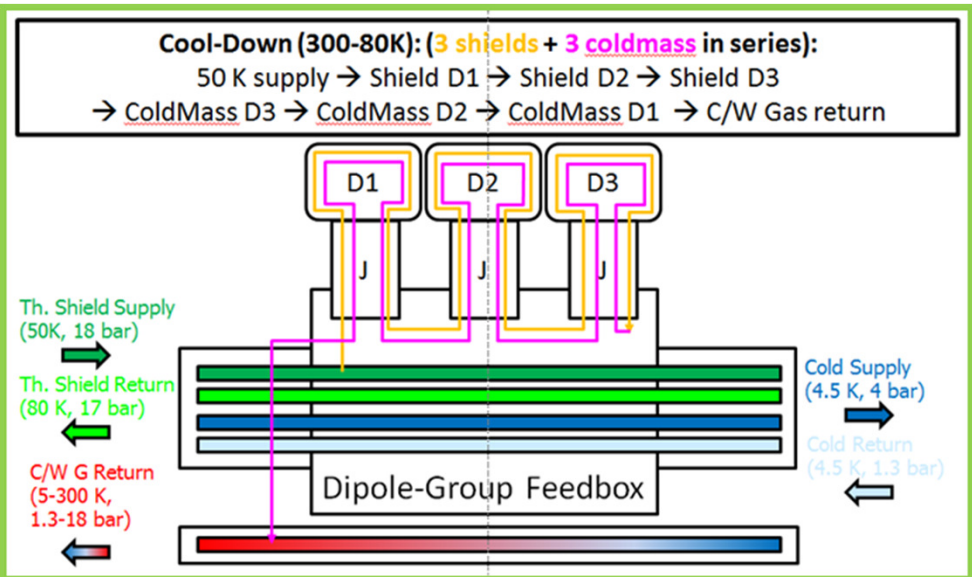 Cool-Down (300-80K): (3 shields + 3 coldmass in series):
50 K supply → Shield D1 → Shield D2 → Shield D3
→ ColdMass D3 → ColdMass D2 → ColdMass D1 → C/W Gas return
D1
D2
D3
J
J
J
Th. Shield Supply
(50K, 18 bar)
Th. Shield Return
(80 K, 17 bar)
C/W G Return
(5-300 K,
1.3-18 bar)
Cold Supply
(4.5 K, 4 bar)
Cold Return
(4.5 K, 1.3 bar)
Dipole-Group Feedbox